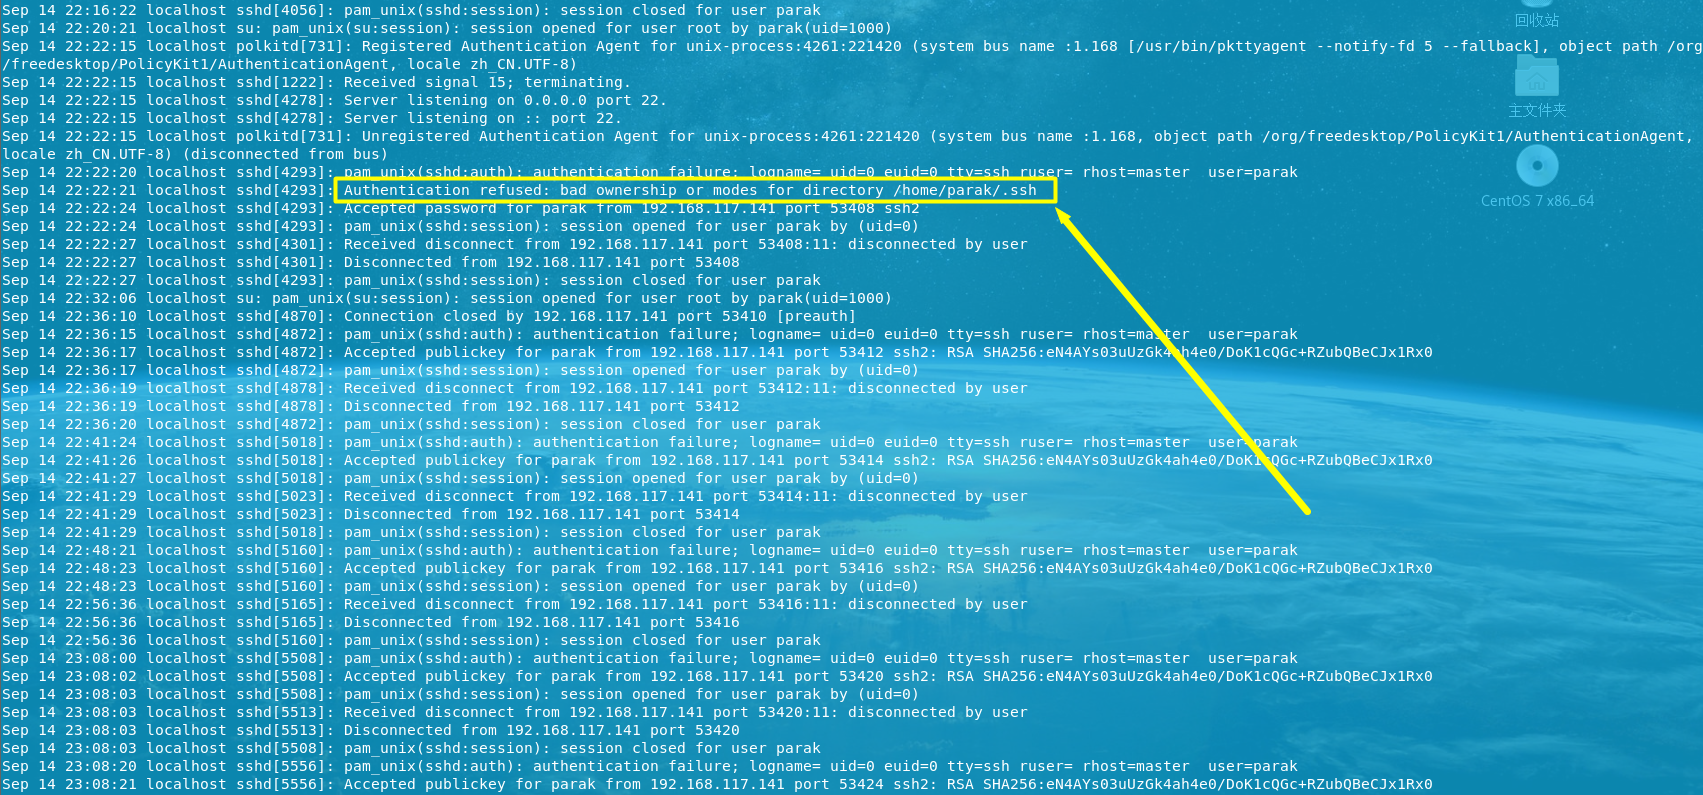 Sep 14 22:16:22 localhost sshd[4056]: pam_unix(sshd:session): session closed for user parak
Sep 14 22:20:21 localhost su: pam_unix(su:session): session opened for user root by parak(uid=1000)
Sep 14 22:22:15 localhost polkitd[731]: Registered Authentication Agent for unix-process:4261:221420 (system bus name :1.168 [/usr/bin/pkttyagent --notify-fd 5 --fallback], object path /org
/freedesktop/PolicyKit1/AuthenticationAgent, locale zh_CN.UTF-8)
Sep 14 22:22:15 localhost sshd[1222]: Received signal 15; terminating.
Sep 14 22:22:15 localhost sshd[4278]: Server listening on 0.0.0.0 port 22.
Sep 14 22:22:15 localhost sshd[4278]: Server listening on :: port 22.
Sep 14 22:22:15 localhost polkitd[731]: Unregistered Authentication Agent for unix-process:4261:221420 (system bus name :1.168, object path /org/freedesktop/PolicyKit1/AuthenticationAgent,
locale zh_CN.UTF-8) (disconnected from bus)
Sep 14 22:22:20 localhost sshd[4293]: pam_unix(sshd:auth): authentication failure; logname= uid=0 euid=0 tty=ssh ruser= rhost=master  user=parak
Sep 14 22:22:21 localhost sshd[4293]: Authentication refused: bad ownership or modes for directory /home/parak/.ssh
Sep 14 22:22:24 localhost sshd[4293]: Accepted password for parak from 192.168.117.141 port 53408 ssh2
Sep 14 22:22:24 localhost sshd[4293]: pam_unix(sshd:session): session opened for user parak by (uid=0)
Sep 14 22:22:27 localhost sshd[4301]: Received disconnect from 192.168.117.141 port 53408:11: disconnected by user
Sep 14 22:22:27 localhost sshd[4301]: Disconnected from 192.168.117.141 port 53408
Sep 14 22:22:27 localhost sshd[4293]: pam_unix(sshd:session): session closed for user parak
Sep 14 22:32:06 localhost su: pam_unix(su:session): session opened for user root by parak(uid=1000)
Sep 14 22:36:10 localhost sshd[4870]: Connection closed by 192.168.117.141 port 53410 [preauth]
Sep 14 22:36:15 localhost sshd[4872]: pam_unix(sshd:auth): authentication failure; logname= uid=0 euid=0 tty=ssh ruser= rhost=master  user=parak
Sep 14 22:36:17 localhost sshd[4872]: Accepted publickey for parak from 192.168.117.141 port 53412 ssh2: RSA SHA256:eN4AYs03uUzGk4ah4e0/DoK1cQGc+RZubQBeCJx1Rx0
Sep 14 22:36:17 localhost sshd[4872]: pam_unix(sshd:session): session opened for user parak by (uid=0)
Sep 14 22:36:19 localhost sshd[4878]: Received disconnect from 192.168.117.141 port 53412:11: disconnected by user
Sep 14 22:36:19 localhost sshd[4878]: Disconnected from 192.168.117.141 port 53412
Sep 14 22:36:20 localhost sshd[4872]: pam_unix(sshd:session): session closed for user parak
Sep 14 22:41:24 localhost sshd[5018]: pam_unix(sshd:auth): authentication failure; logname= uid=0 euid=0 tty=ssh ruser= rhost=master  user=parak
Sep 14 22:41:26 localhost sshd[5018]: Accepted publickey for parak from 192.168.117.141 port 53414 ssh2: RSA SHA256:eN4AYs03uUzGk4ah4e0/DoK1cQGc+RZubQBeCJx1Rx0
Sep 14 22:41:27 localhost sshd[5018]: pam_unix(sshd:session): session opened for user parak by (uid=0)
Sep 14 22:41:29 localhost sshd[5023]: Received disconnect from 192.168.117.141 port 53414:11: disconnected by user
Sep 14 22:41:29 localhost sshd[5023]: Disconnected from 192.168.117.141 port 53414
Sep 14 22:41:29 localhost sshd[5018]: pam_unix(sshd:session): session closed for user parak
Sep 14 22:48:21 localhost sshd[5160]: pam_unix(sshd:auth): authentication failure; logname= uid=0 euid=0 tty=ssh ruser= rhost=master  user=parak
Sep 14 22:48:23 localhost sshd[5160]: Accepted publickey for parak from 192.168.117.141 port 53416 ssh2: RSA SHA256:eN4AYs03uUzGk4ah4e0/DoK1cQGc+RZubQBeCJx1Rx0
Sep 14 22:48:23 localhost sshd[5160]: pam_unix(sshd:session): session opened for user parak by (uid=0)
Sep 14 22:56:36 localhost sshd[5165]: Received disconnect from 192.168.117.141 port 53416:11: disconnected by user
Sep 14 22:56:36 localhost sshd[5165]: Disconnected from 192.168.117.141 port 53416
Sep 14 22:56:36 localhost sshd[5160]: pam_unix(sshd:session): session closed for user parak
Sep 14 23:08:00 localhost sshd[5508]: pam_unix(sshd:auth): authentication failure; logname= uid=0 euid=0 tty=ssh ruser= rhost=master  user=parak
Sep 14 23:08:02 localhost sshd[5508]: Accepted publickey for parak from 192.168.117.141 port 53420 ssh2: RSA SHA256:eN4AYs03uUzGk4ah4e0/DoK1cQGc+RZubQBeCJx1Rx0
Sep 14 23:08:03 localhost sshd[5508]: pam_unix(sshd:session): session opened for user parak by (uid=0)
Sep 14 23:08:03 localhost sshd[5513]: Received disconnect from 192.168.117.141 port 53420:11: disconnected by user
Sep 14 23:08:03 localhost sshd[5513]: Disconnected from 192.168.117.141 port 53420
Sep 14 23:08:03 localhost sshd[5508]: pam_unix(sshd:session): session closed for user parak
Sep 14 23:08:20 localhost sshd[5556]: pam_unix(sshd:auth): authentication failure; logname= uid=0 euid=0 tty=ssh ruser= rhost=master  user=parak
Sep 14 23:08:21 localhost sshd[5556]: Accepted publickey for parak from 192.168.117.141 port 53424 ssh2: RSA SHA256:eN4AYs03uUzGk4ah4e0/DoK1cQGc+RZubQBeCJx1Rx0
回收站
主文件夹
CentOS 7 x86_64